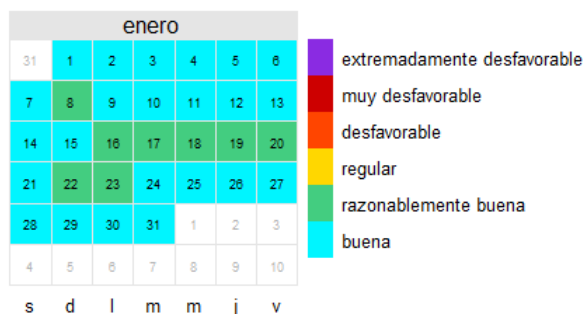 enero
31 1 2 3 4 5 6
7 8 9 10 11 12 13
14 15 16 17 18 19 20
21 22 23 24 25 26 27
28 29 30 31 1 2 3
4 5 6 7 8 9 10
s d l m m j v
extremadamente desfavorable
muy desfavorable
desfavorable
regular
razonablemente buena
buena